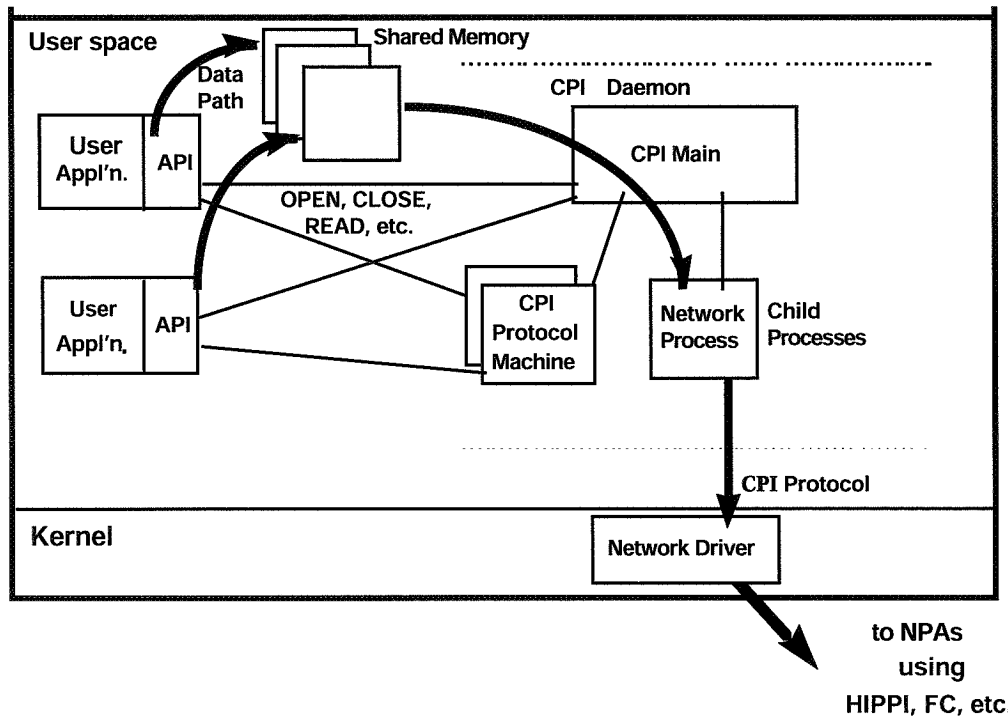 User space
Shared Memory
Data
Path
CPI Daemon
User
Appl'n.
API
CPI Main
OPEN, CLOSE,
READ, etc.
User
Appl'n.
API
CPI
Protocol
Machine
Network
Process
Child
Processes
CPI Protocol
Kernel
Network Driver
to NPAs
using
HIPPI, FC, etc